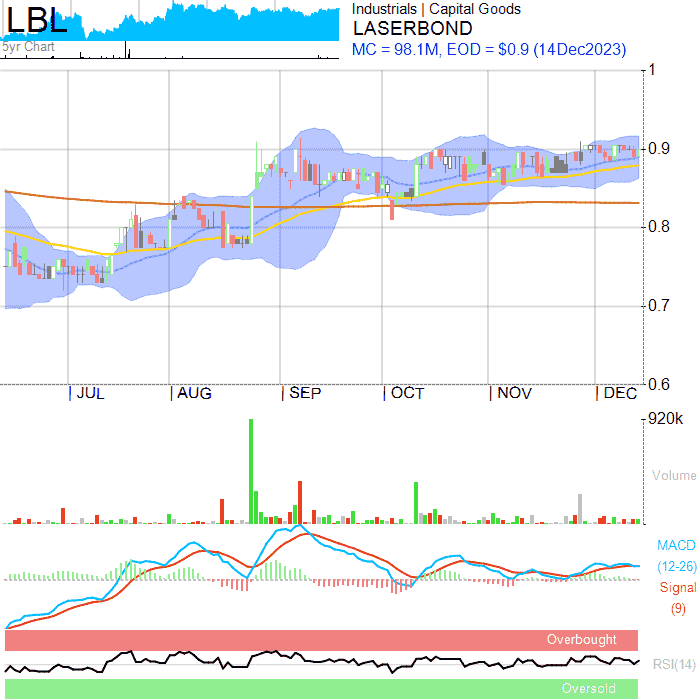 LBL
5yr Chart
Industrials | Capital Goods
LASERBOND
MC = 98.1M, EOD = $0.9 (14Dec2023)
1
0.9
0.8
0.7
0.6
| JUL | AUG | SEP | OCT | NOV | DEC
920k
Volume
MACD
(12-26)
Signal
(9)
Overbought
RSI(14)
Oversold